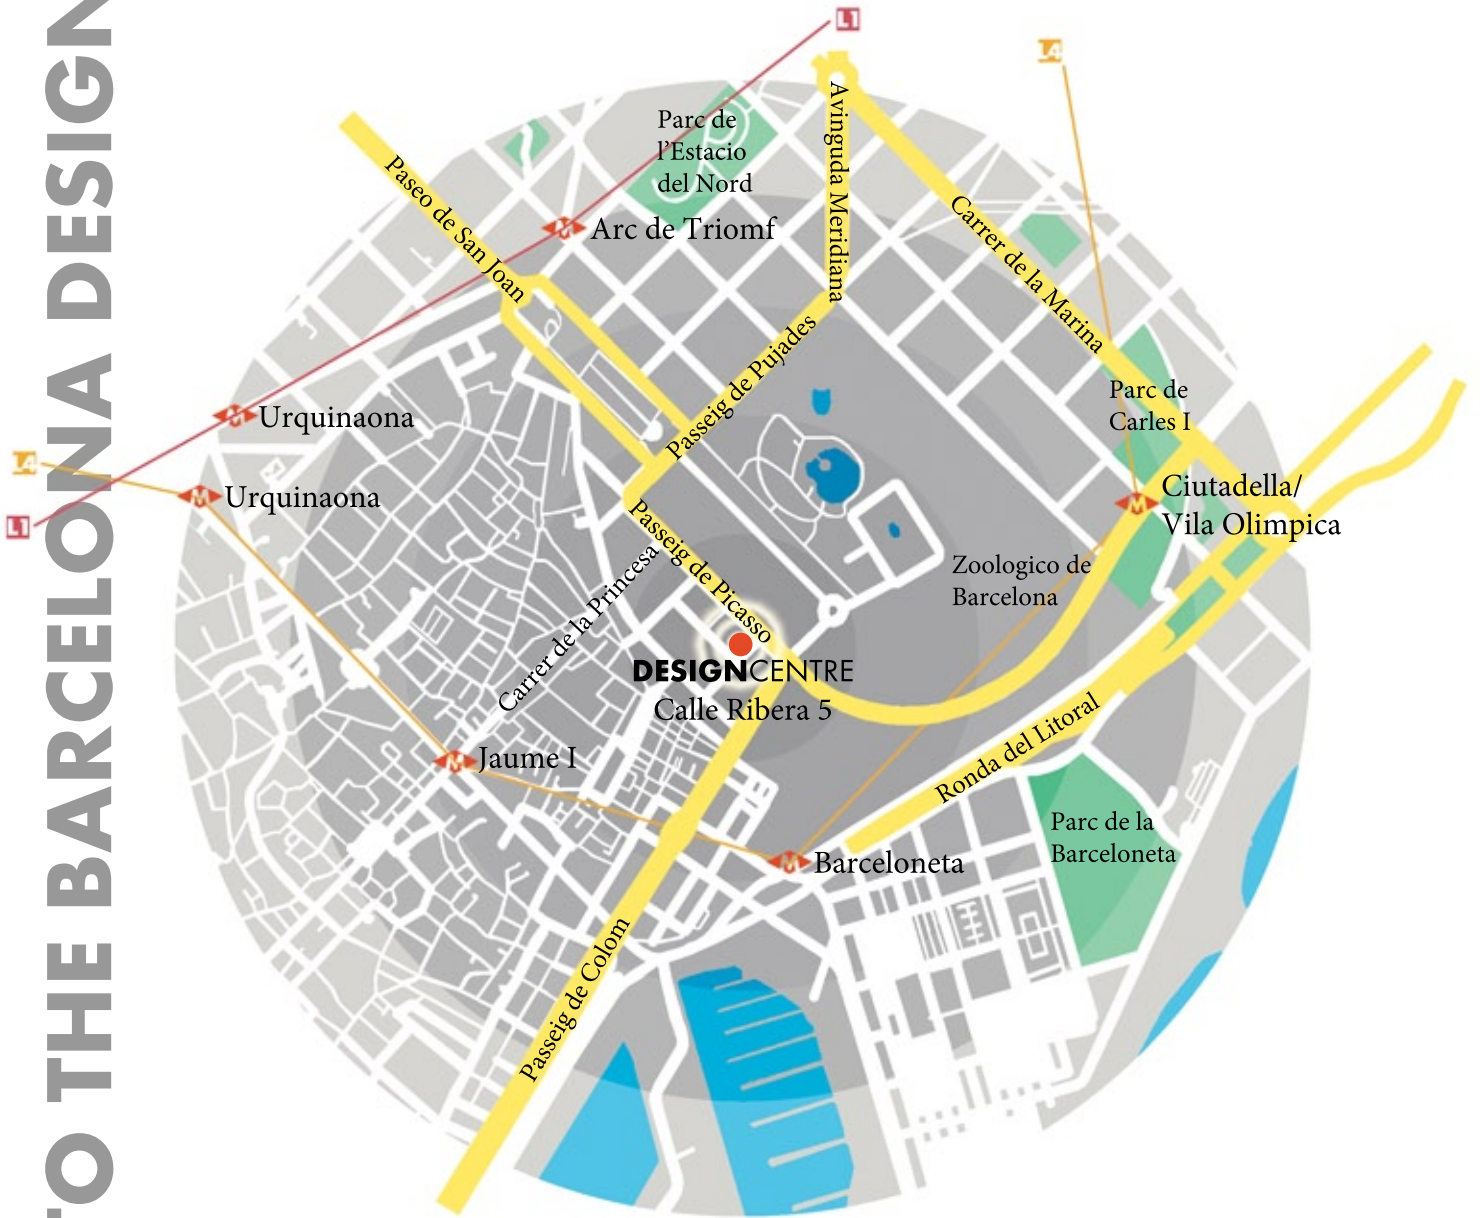 TO THE BARCELONA DESIGN
L1
L4
Parc de
l'Estacio
del Nord
Avinguda Meridiana
Paseo de San Joan
Arc de Triomf
Carrer de la Marina
Passeig de Pujades
Parc de
Carles I
Urquinaona
L4
Urquinaona
L1
Ciutadella/
Vila Olimpica
Passeig de Picasso
Carrer de la Princesa
Zoologico de
Barcelona
DESIGNCENTRE
Calle Ribera 5
Jaume I
Ronda del Litoral
Parc de la
Barceloneta
Barceloneta
Passeig de Colom
M
M
M
M
M
M